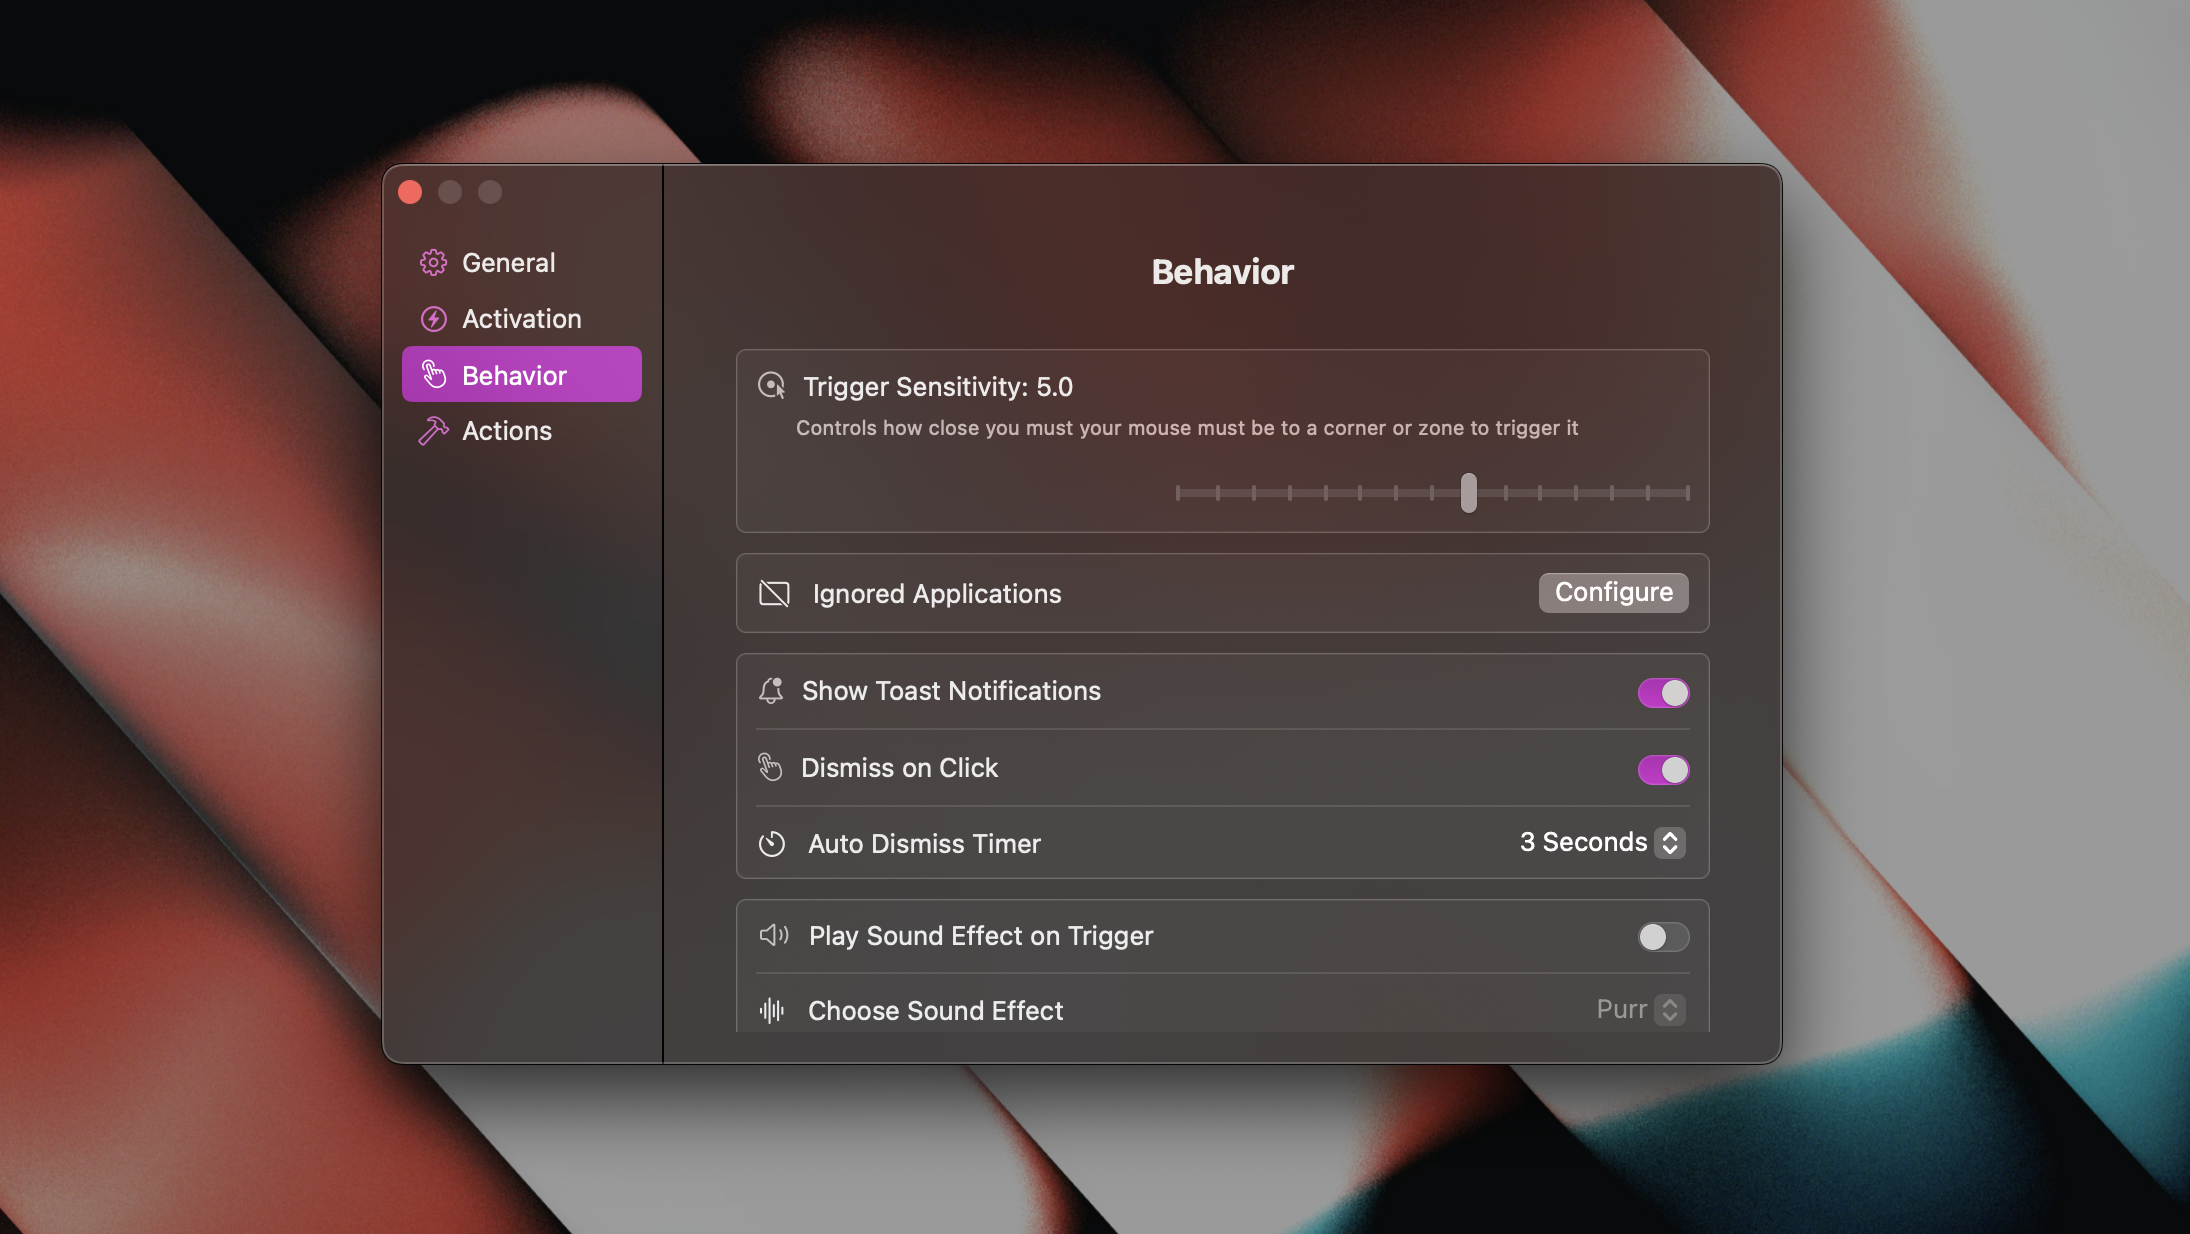 General
Activation
Behavior
Actions
Behavior
Trigger Sensitivity: 5.0
Controls how close you must your mouse must be to a corner or zone to trigger it
Ignored Applications
Configure
Show Toast Notifications
Dismiss on Click
Auto Dismiss Timer
3 Seconds
Play Sound Effect on Trigger
Choose Sound Effect
Purr